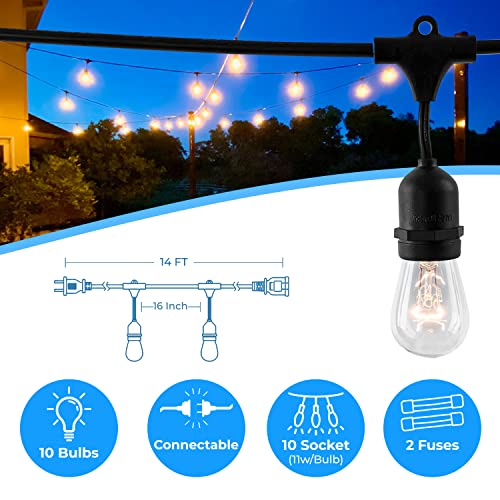 14 FT
16 Inch
10 Bulbs
Connectable
10 Socket
(11w/Bulb)
2 Fuses